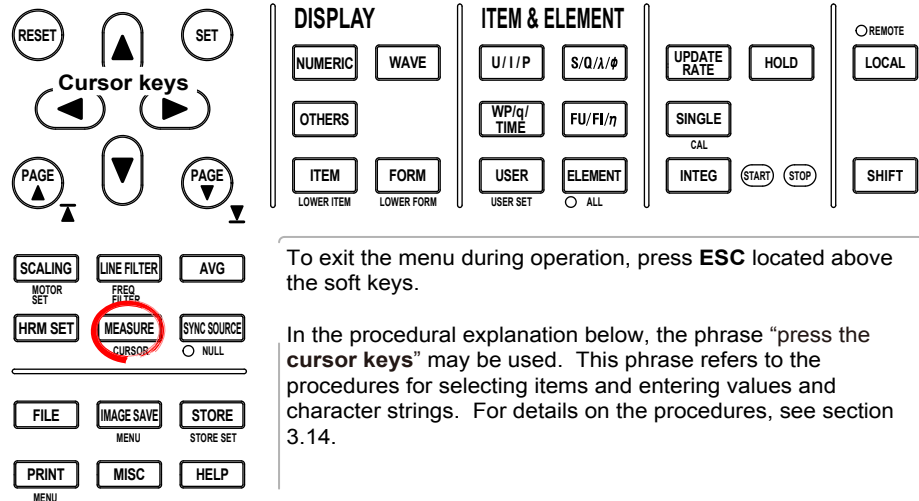 RESET
SET
Cursor keys
PAGE
PAGE
DISPLAY
NUMERIC
WAVE
OTHERS
ITEM
FORM
LOWER ITEM
LOWER FORM
ITEM & ELEMENT
U / I / P
S/Q/λ/ϕ
WP/q/
TIME
FU/FI/η
USER
ELEMENT
USER SET
ALL
UPDATE
RATE
HOLD
SINGLE
CAL
INTEG
START
STOP
REMOTE
LOCAL
SHIFT
SCALING
LINE FILTER
AVG
MOTOR
SET
FREQ
FILTER
HRM SET
MEASURE
SYNC SOURCE
CURSOR
NULL
FILE
IMAGE SAVE
STORE
MENU
STORE SET
PRINT
MISC
HELP
MENU
To exit the menu during operation, press ESC located above
the soft keys.
In the procedural explanation below, the phrase “press the
cursor keys” may be used. This phrase refers to the
procedures for selecting items and entering values and
character strings. For details on the procedures, see section
3.14.